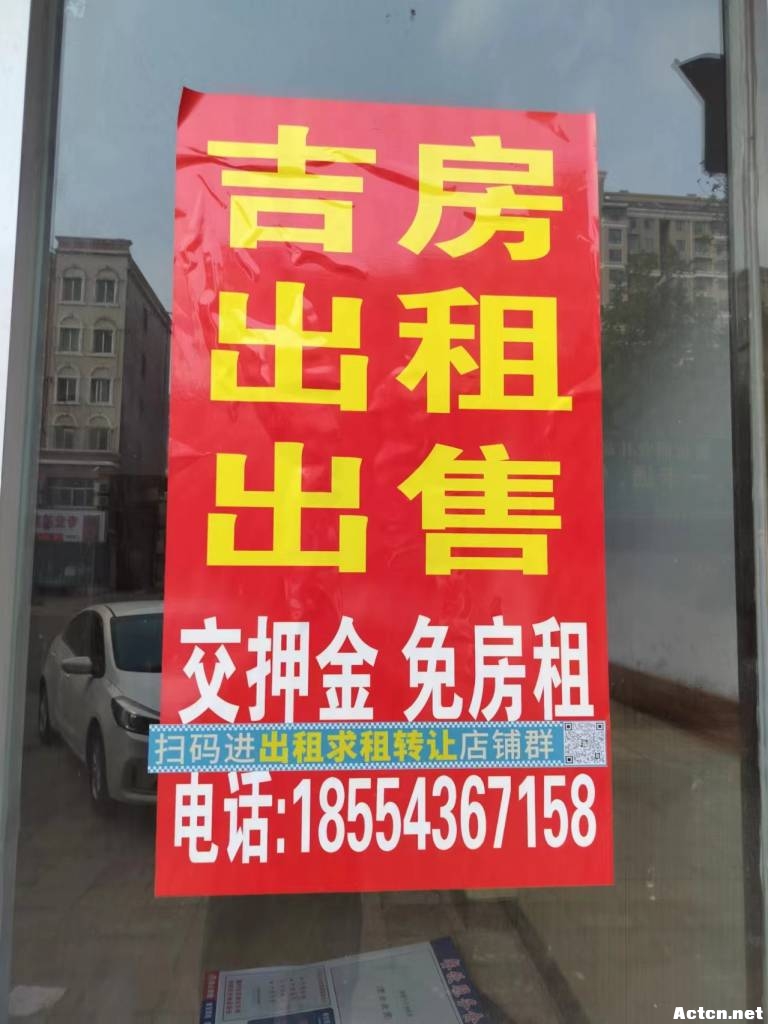 吉房
出租
出售
交押金 免房租
扫码进出租求租转让店铺群
电话:18554367158
Actcn.net